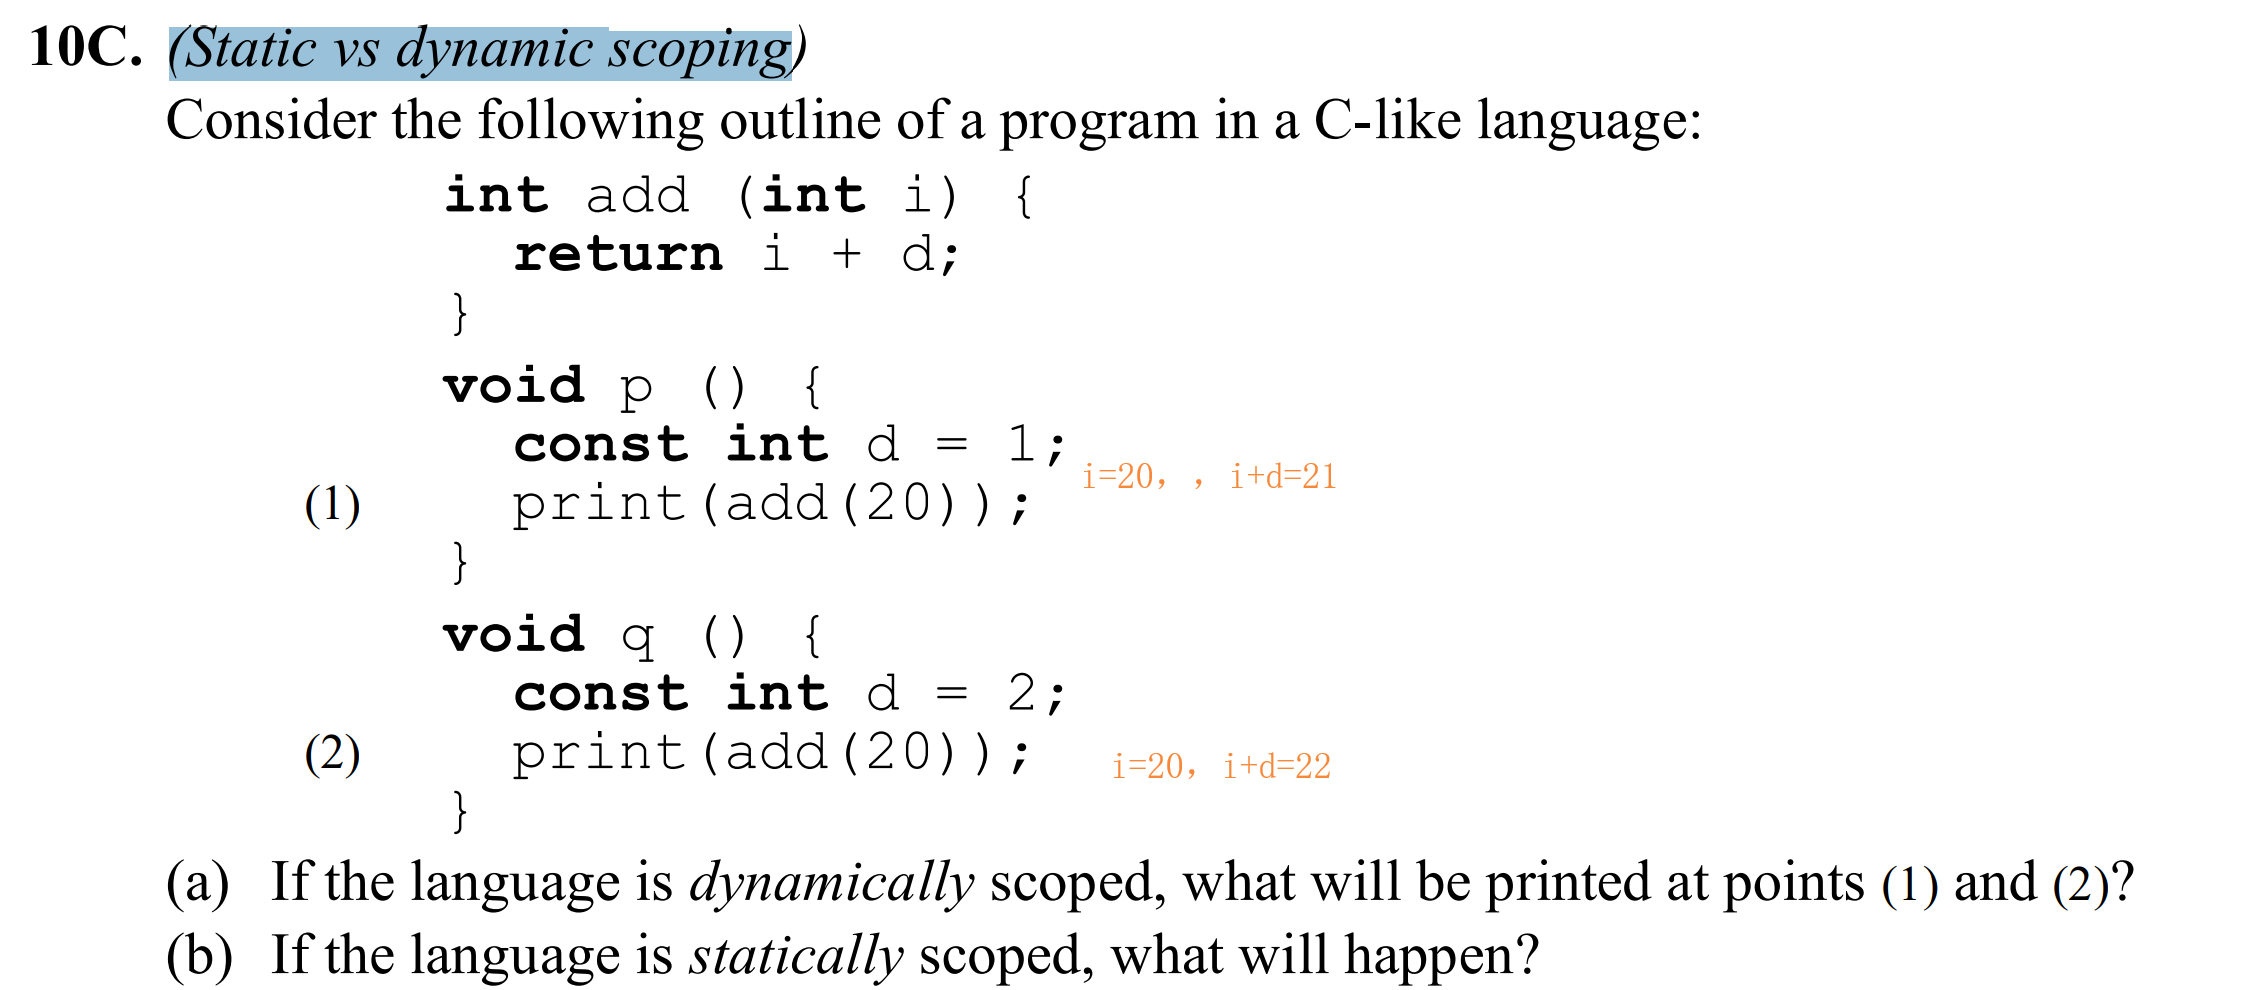 10C. (Static vs dynamic scoping)
Consider the following outline of a program in a C-like language:
int add (int i) {
return i + d;
}
void p () {
const int d = 1;
i=20，，i+d=21
(1) print(add(20));
}
void q () {
const int d = 2;
(2) print(add(20)); i=20，i+d=22
}
(a) If the language is dynamically scoped, what will be printed at points (1) and (2)?
(b) If the language is statically scoped, what will happen?